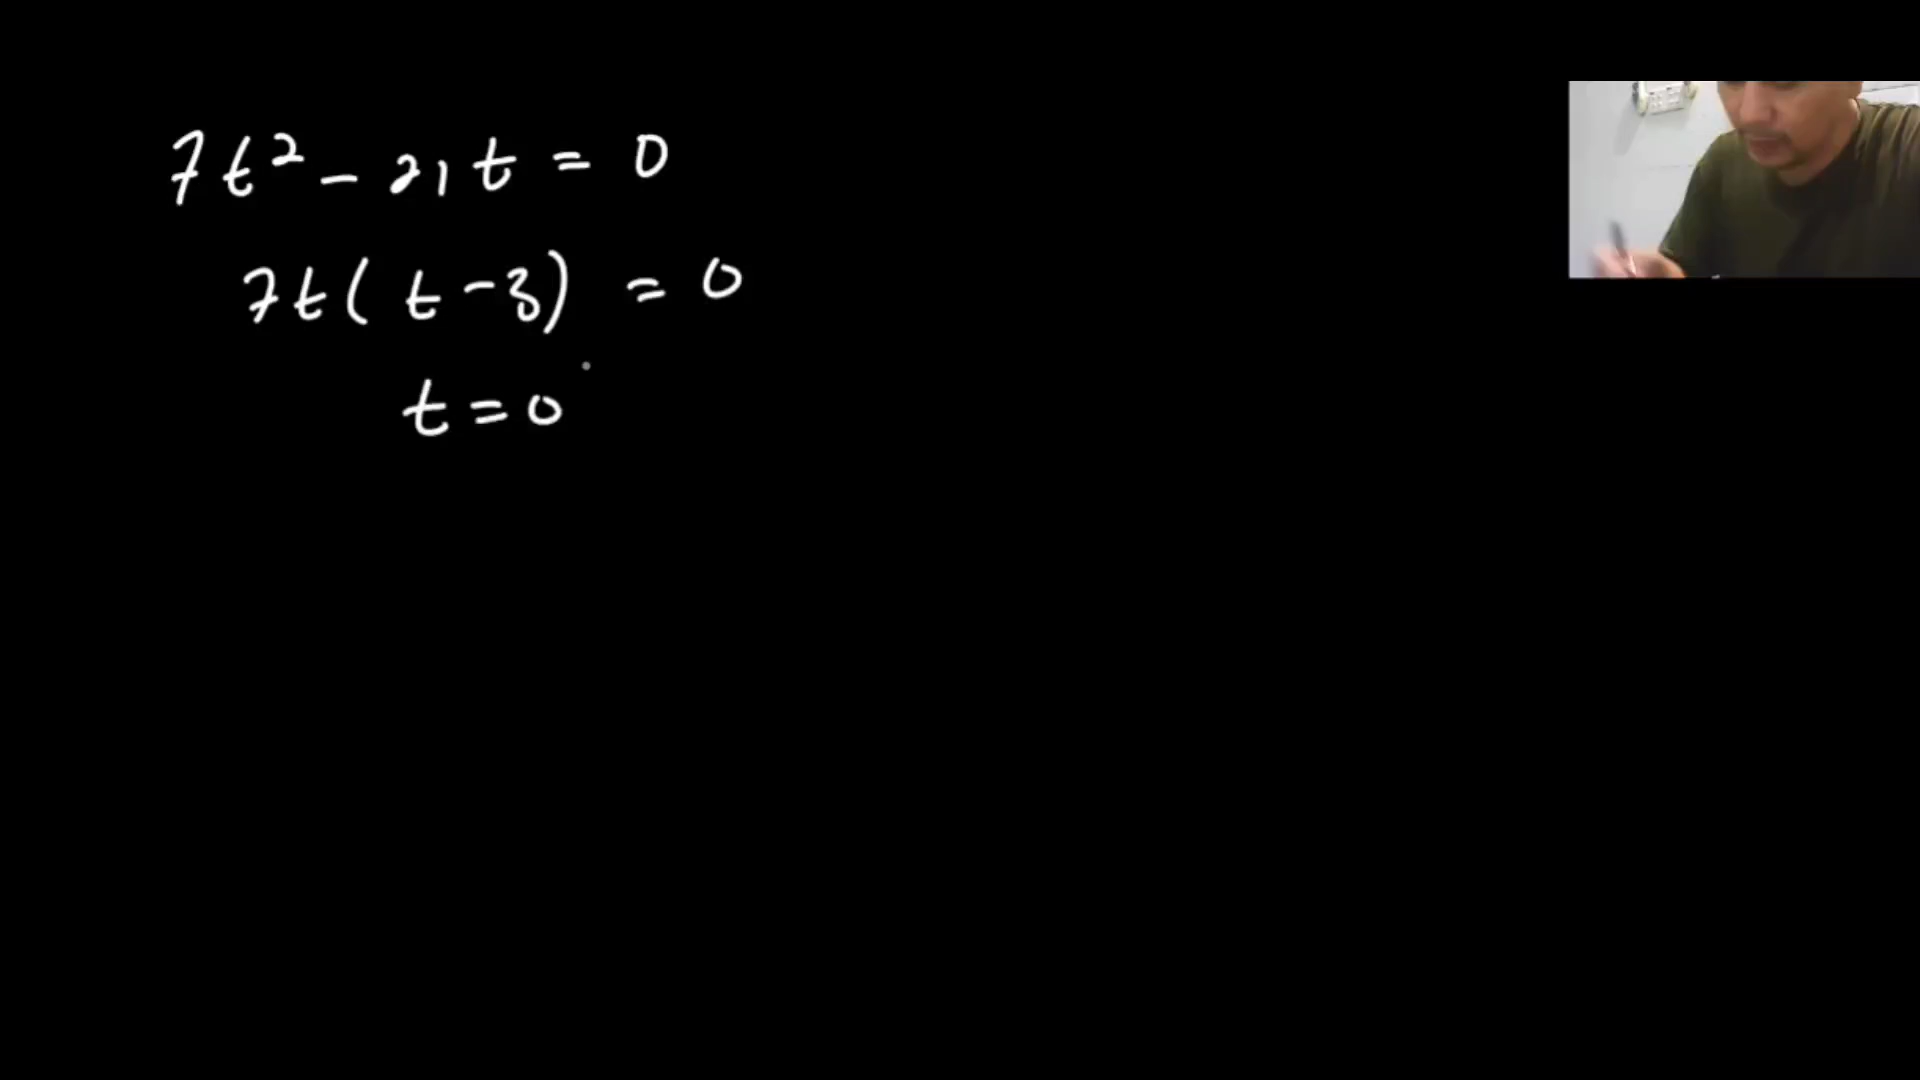 7t² - 21t = 0
7t(t-3) = 0
t = 0